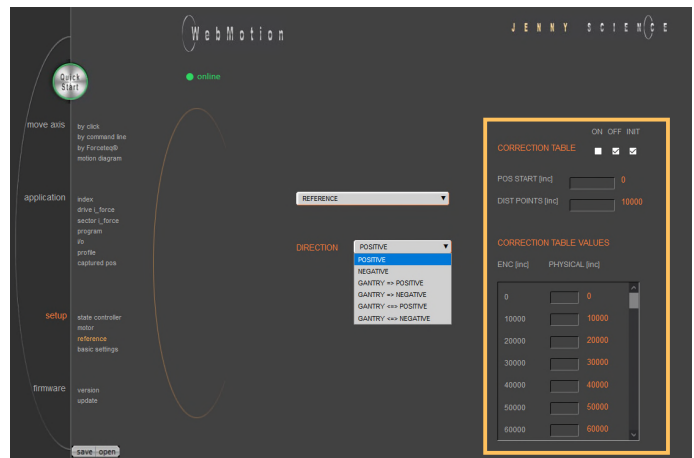 WebMotion
JENNY SCIENCE
Quick
Start
online
move axis
by click
by command line
by Forceteq®
motion diagram
application
index
drive i_force
sector i_force
program
i/o
profile
captured pos
setup
state controller
motor
reference
basic settings
firmware
version
update
save open
REFERENCE
DIRECTION POSITIVE
POSITIVE
NEGATIVE
GANTRY => POSITIVE
GANTRY => NEGATIVE
GANTRY <=> POSITIVE
GANTRY <=> NEGATIVE
ON OFF INIT
CORRECTION TABLE
POS START [inc] 0
DIST POINTS [inc] 10000
CORRECTION TABLE VALUES
ENC [inc] PHYSICAL [inc]
0 0
10000 10000
20000 20000
30000 30000
40000 40000
50000 50000
60000 60000